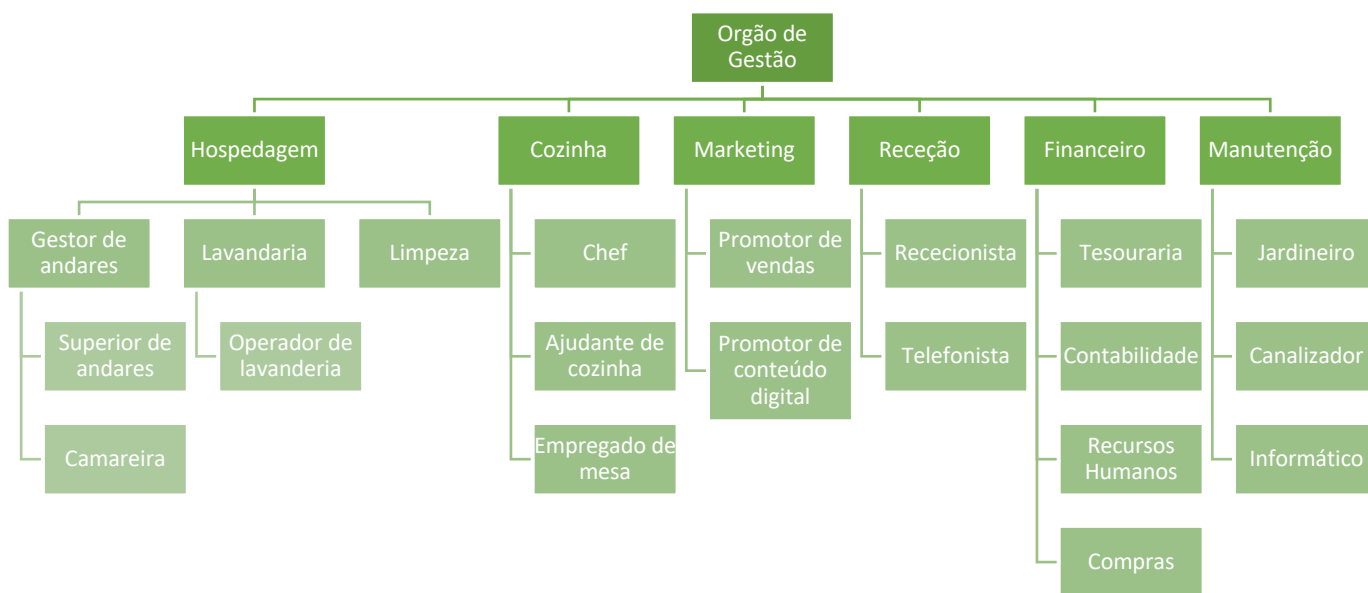 Orgão de
Gestão
Hospedagem
Cozinha
Marketing
Receção
Financeiro
Manutenção
Gestor de
andares
Lavandaria
Limpeza
Chef
Promotor de
vendas
Rececionista
Tesouraria
Jardineiro
Superior de
andares
Operador de
lavanderia
Ajudante de
cozinha
Promotor de
conteúdo
digital
Telefonista
Contabilidade
Canalizador
Camareira
Empregado de
mesa
Recursos
Humanos
Informático
Compras